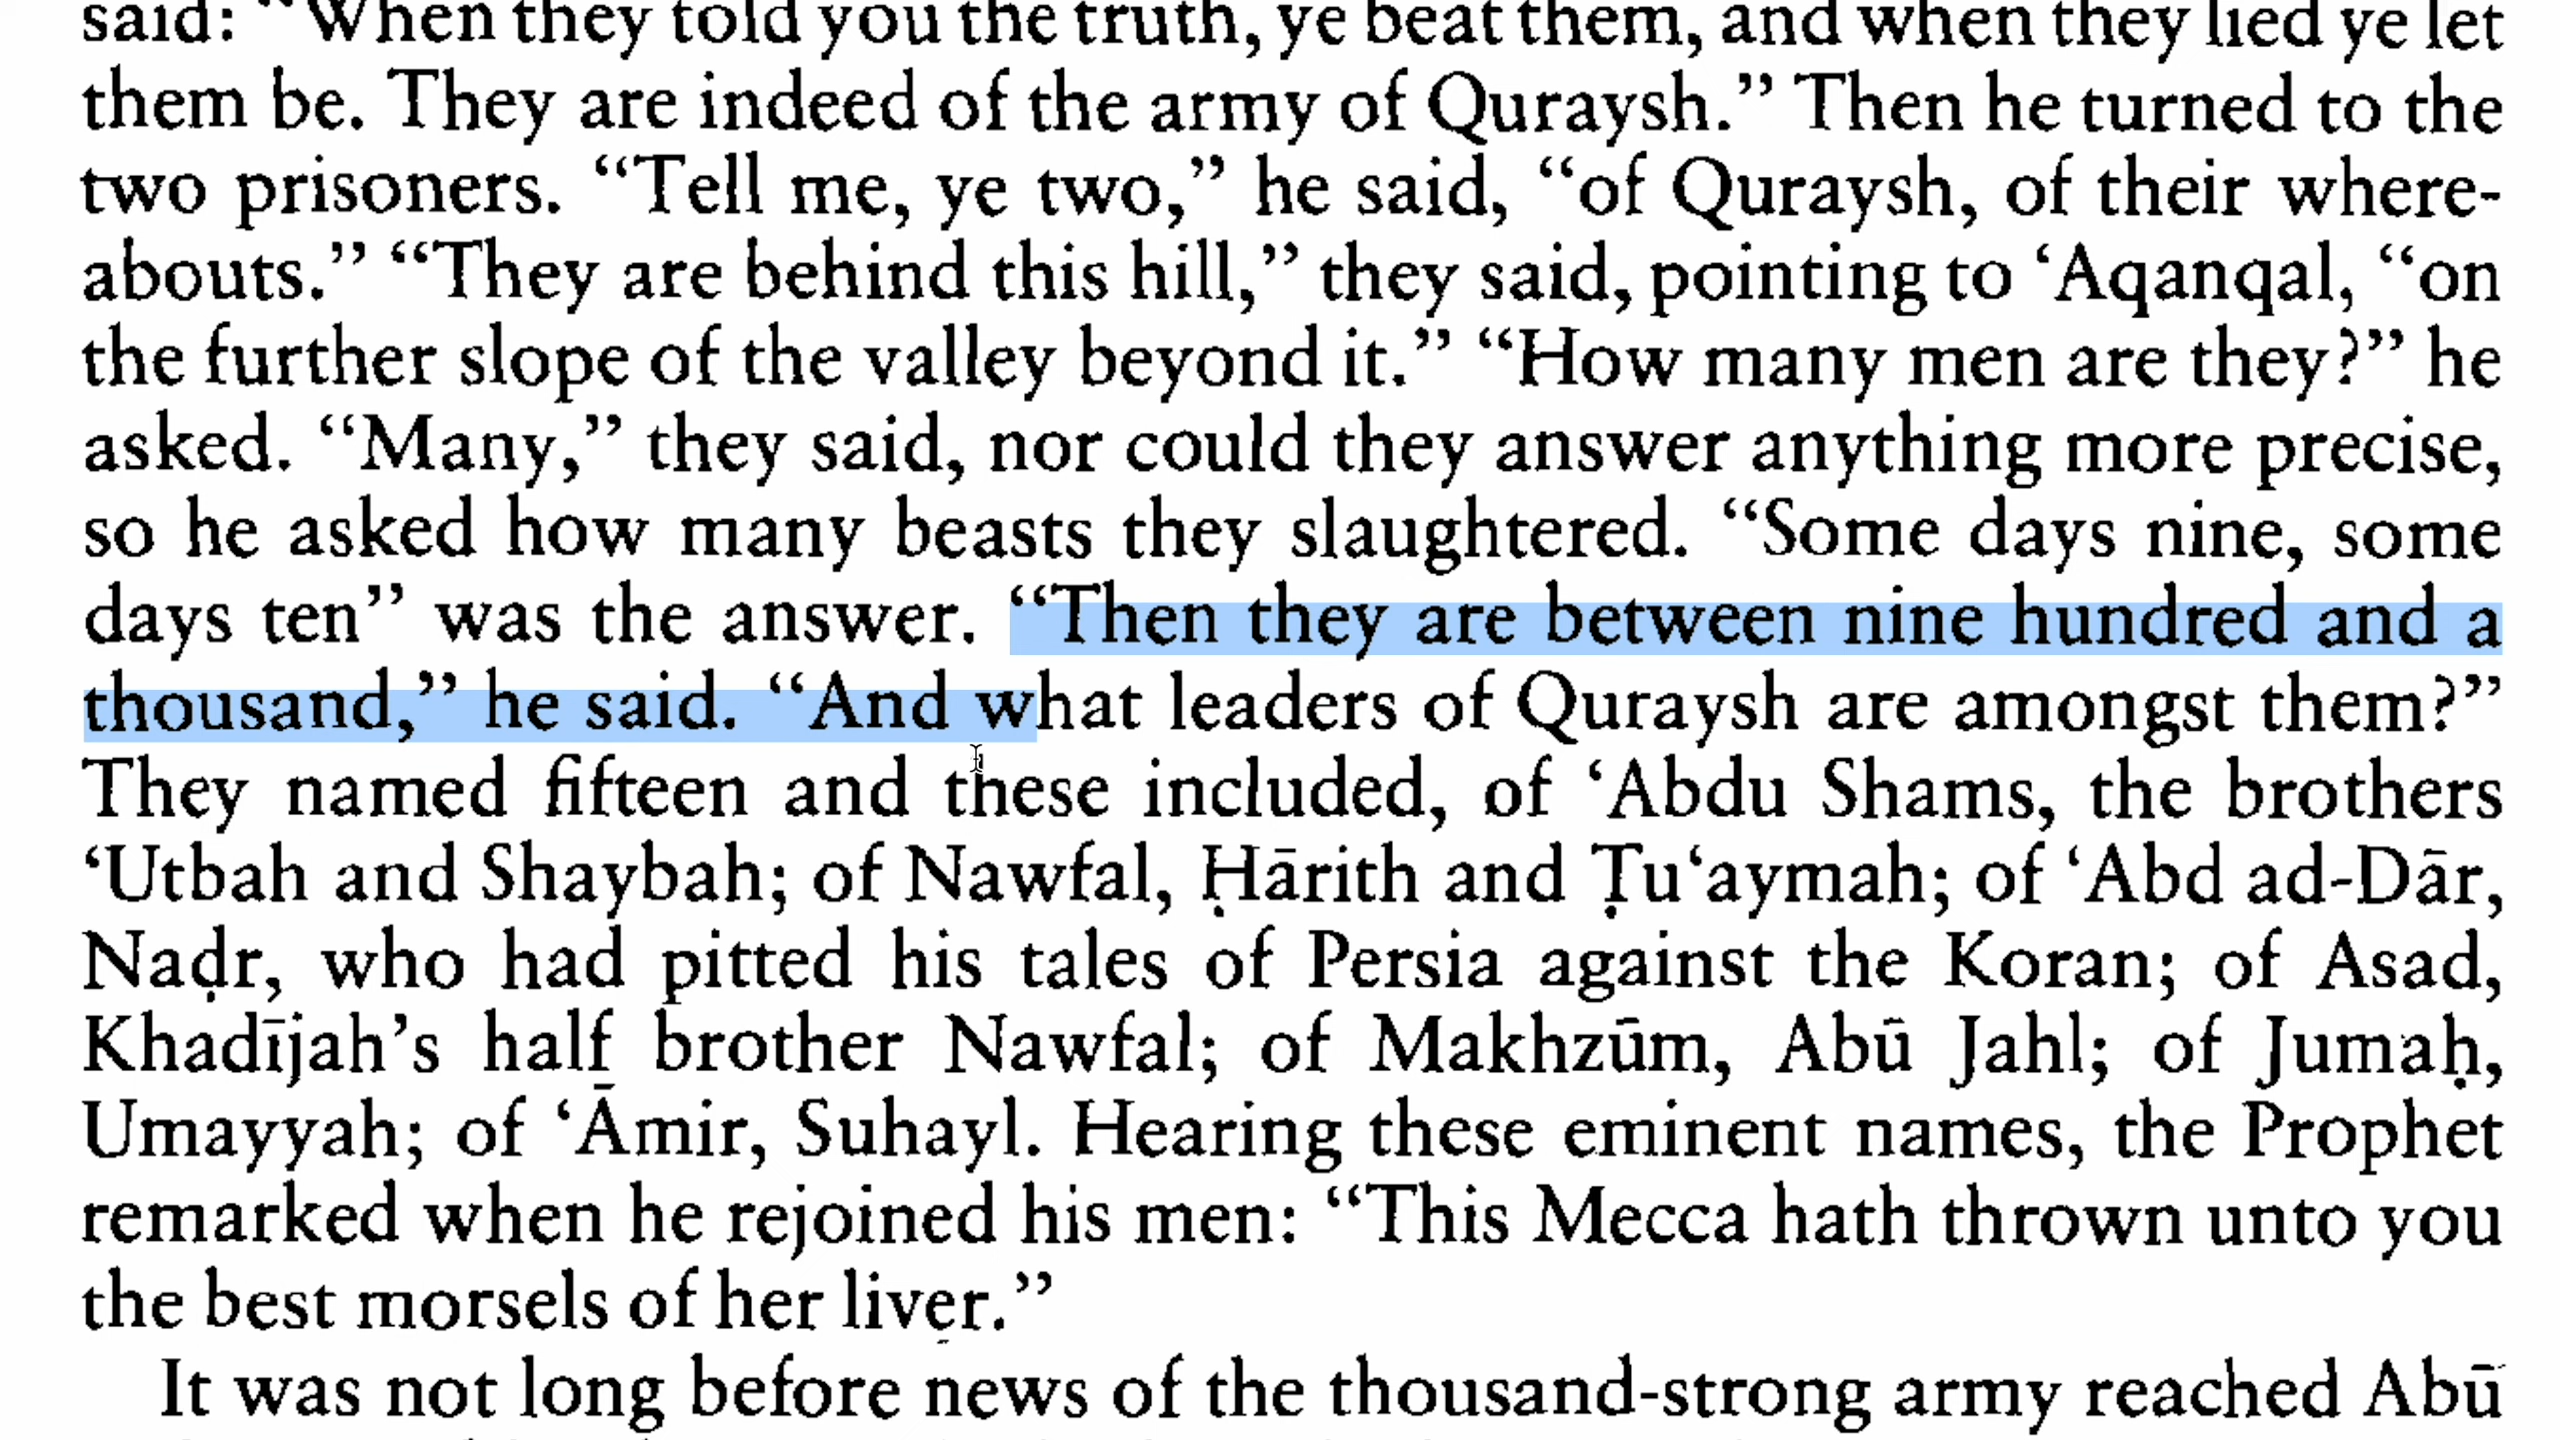 said: “When they told you the truth, ye beat them, and when they lied ye let
them be. They are indeed of the army of Quraysh.” Then he turned to the
two prisoners. “Tell me, ye two,” he said, “of Quraysh, of their where-
abouts.” “They are behind this hill,” they said, pointing to ‘Aqanqal, “on
the further slope of the valley beyond it.” “How many men are they?” he
asked. “Many,” they said, nor could they answer anything more precise,
so he asked how many beasts they slaughtered. “Some days nine, some
days ten” was the answer. “Then they are between nine hundred and a
thousand,” he said. “And what leaders of Quraysh are amongst them?”
They named fifteen and these included, of ‘Abdu Shams, the brothers
‘Utbah and Shaybah; of Nawfal, Ḥārith and Ṭu‘aymah; of ‘Abd ad-Dār,
Naḍr, who had pitted his tales of Persia against the Koran; of Asad,
Khadījah’s half brother Nawfal; of Makhzūm, Abū Jahl; of Jumaḥ,
Umayyah; of ‘Āmir, Suhayl. Hearing these eminent names, the Prophet
remarked when he rejoined his men: “This Mecca hath thrown unto you
the best morsels of her liver.”
It was not long before news of the thousand-strong army reached Abū